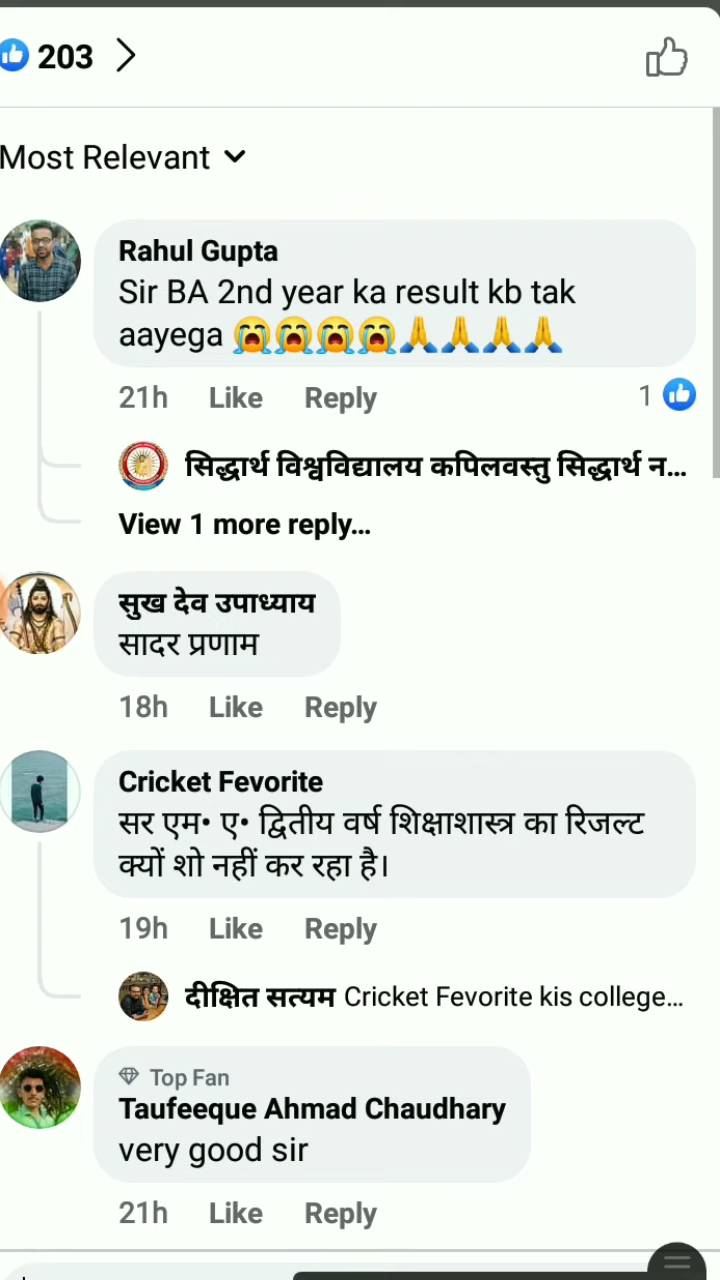 203
Most Relevant
Rahul Gupta
Sir BA 2nd year ka result kb tak
aayega 😭😭😭😭🙏🙏🙏🙏
21h Like Reply 1
सिद्धार्थ विश्वविद्यालय कपिलवस्तु सिद्धार्थ न...
View 1 more reply...
सुख देव उपाध्याय
सादर प्रणाम
18h Like Reply
Cricket Fevorite
सर एम• ए• द्वितीय वर्ष शिक्षाशास्त्र का रिजल्ट
क्यों शो नहीं कर रहा है।
19h Like Reply
दीक्षित सत्यम Cricket Fevorite kis college...
Top Fan
Taufeeque Ahmad Chaudhary
very good sir
21h Like Reply